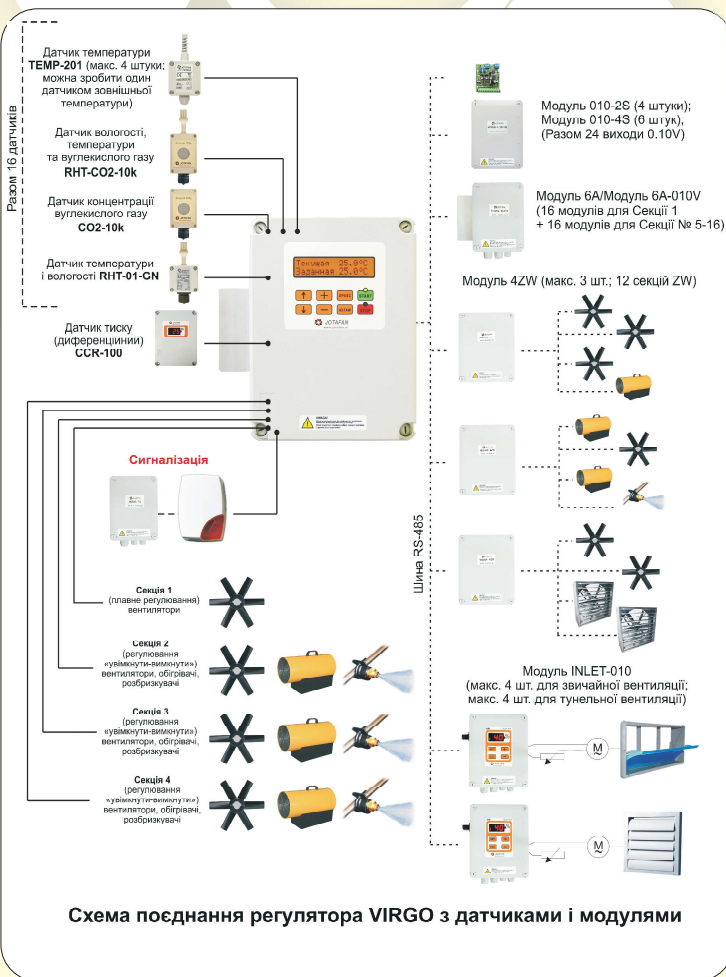 Разом 16 датчиків
Датчик температури
TEMP-201 (макс. 4 штуки;
можна зробити один
датчиком зовнішньої
температури)
Датчик вологості,
температури
та вуглекислого газу
RHT-CO2-10k
Датчик концентрації
вуглекислого газу
CO2-10k
Датчик температури
і вологості RHT-01-CN
Датчик тиску
(диференційний)
CCR-100
Текущая 25.0°C
Заданная 25.0°C
START
STOP
JOTAFAN
Сигналізація
Секція 1
(плавне регулювання)
вентилятори
Секція 2
(регулювання
«увімкнути-вимкнути»)
вентилятори, обігрівачі,
розбризкувачі
Секція 3
(регулювання
«увімкнути-вимкнути»)
вентилятори, обігрівачі,
розбризкувачі
Секція 4
(регулювання
«увімкнути-вимкнути»)
вентилятори, обігрівачі,
розбризкувачі
Шина RS-485
Модуль 010-2S (4 штуки);
Модуль 010-4S (6 штук),
(Разом 24 виходи 0.10V)
Модуль 6A/Модуль 6A-010V
(16 модулів для Секції 1
+ 16 модулів для Секції № 5-16)
Модуль 4ZW (макс. 3 шт.; 12 секцій ZW)
Модуль INLET-010
(макс. 4 шт. для звичайної вентиляції;
макс. 4 шт. для тунельної вентиляції)
M
M
Схема поєднання регулятора VIRGO з датчиками і модулями